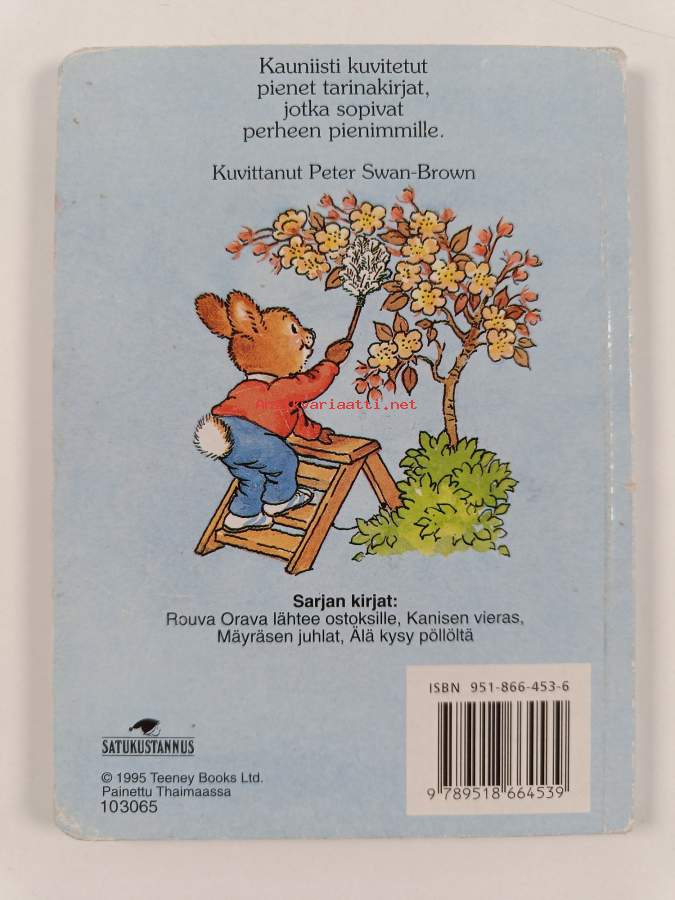 Kauniisti kuvitetut
pienet tarinakirjat,
jotka sopivat
perheen pienimmille.
Kuvittanut Peter Swan-Brown
Antikvariaatti.net
Sarjan kirjat:
Rouva Orava lähtee ostoksille, Kanisen vieras,
Mäyräsen juhlat, Älä kysy pöllöltä
ISBN 951-866-453-6
9 789518 664539
SATUKUSTANNUS
© 1995 Teeney Books Ltd.
Painettu Thaimaassa
103065